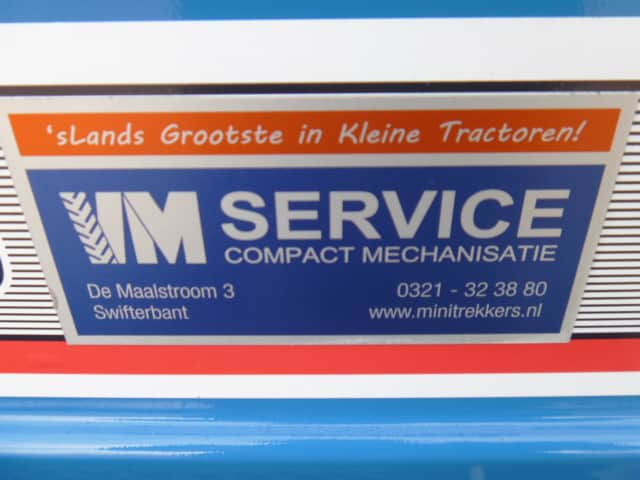 'sLands Grootste in Kleine Tractoren!
VM SERVICE
COMPACT MECHANISATIE
De Maalstroom 3
0321 - 32 38 80
Swifterbant
www.minitrekkers.nl